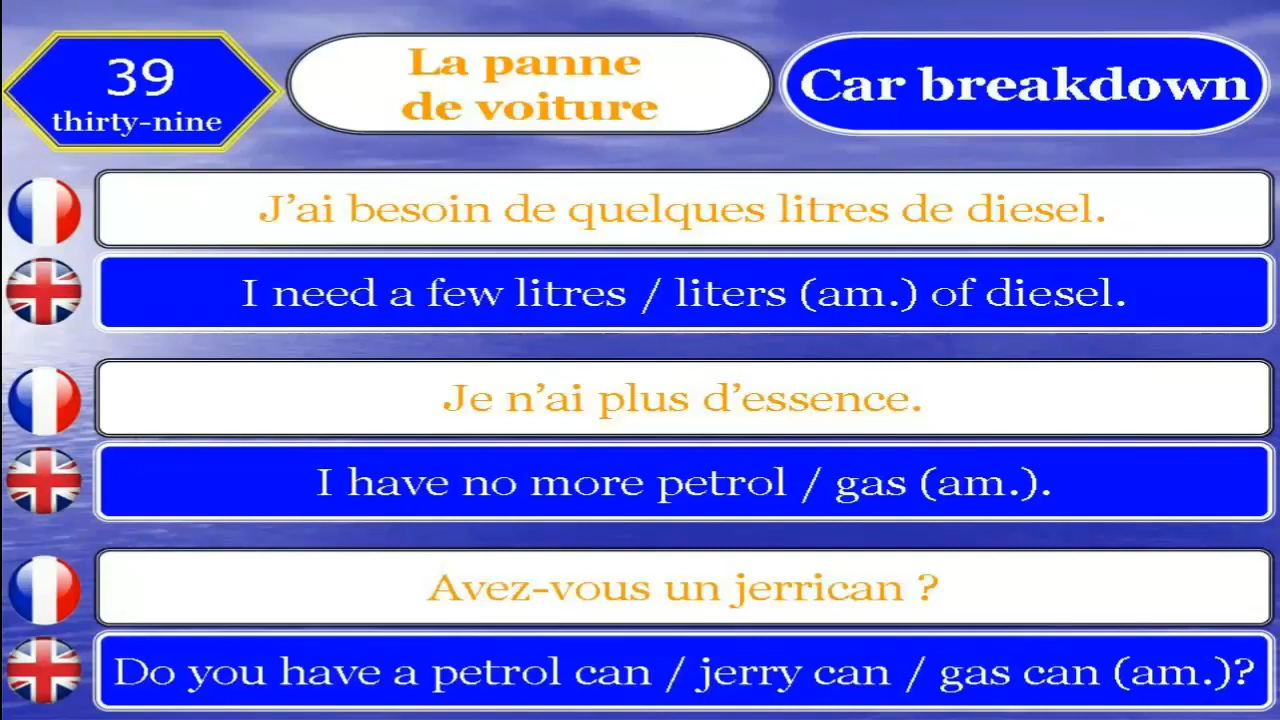 39
thirty-nine
La panne
de voiture
Car breakdown
J’ai besoin de quelques litres de diesel.
I need a few litres / liters (am.) of diesel.
Je n’ai plus d’essence.
I have no more petrol / gas (am.).
Avez-vous un jerrican ?
Do you have a petrol can / jerry can / gas can (am.)?